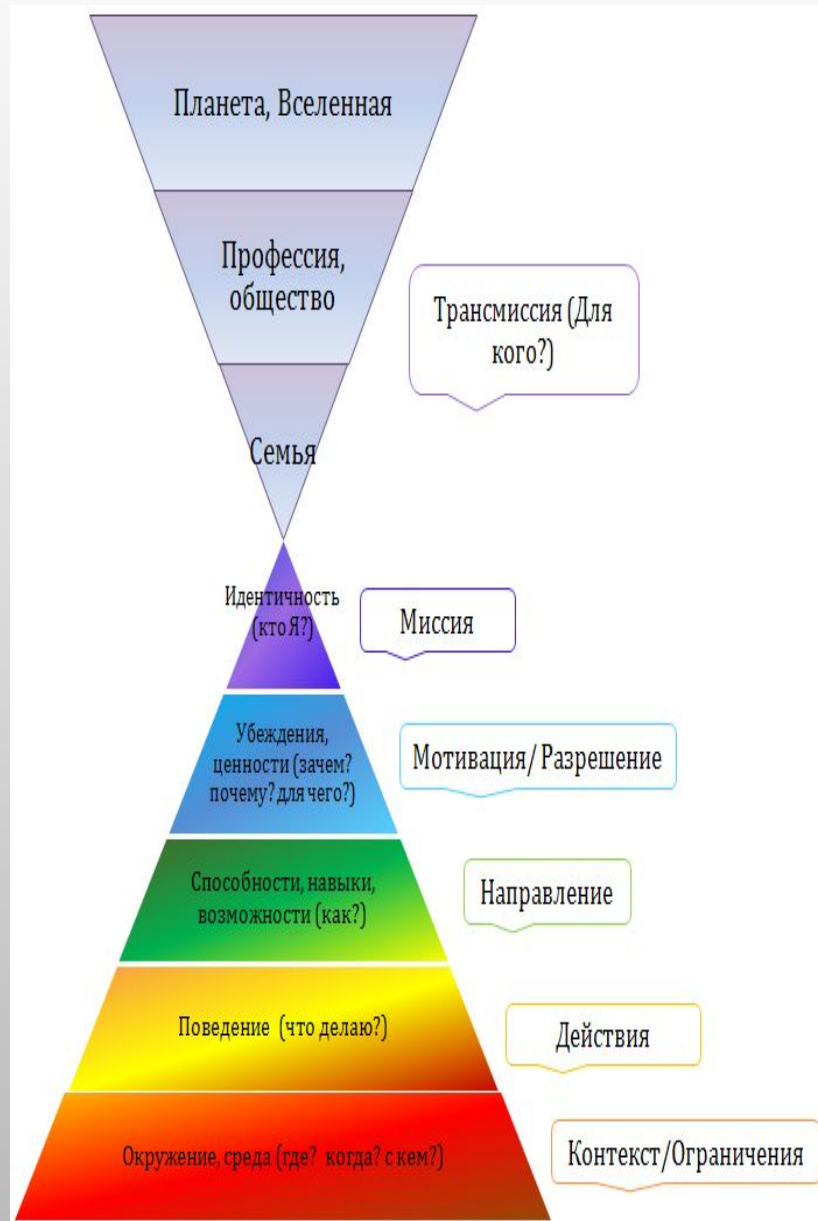 Планета, Вселенная
Профессия,
общество
Трансмиссия (Для
кого?)
Семья
Идентичность
(кто Я?)
Миссия
Убеждения,
ценности (зачем?
почему? для чего?)
Мотивация/ Разрешение
Способности, навыки,
возможности (как?)
Направление
Поведение (что делаю?)
Действия
Окружение, среда (где? когда? с кем?)
Контекст/Ограничения